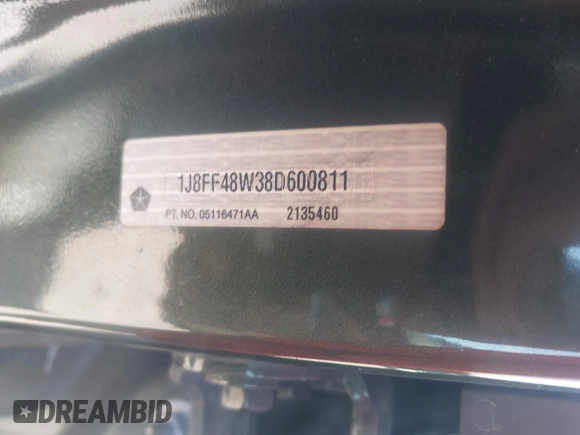 1J8FF48W38D600811
PT. NO. 05116471AA 2135460
DREAMBID